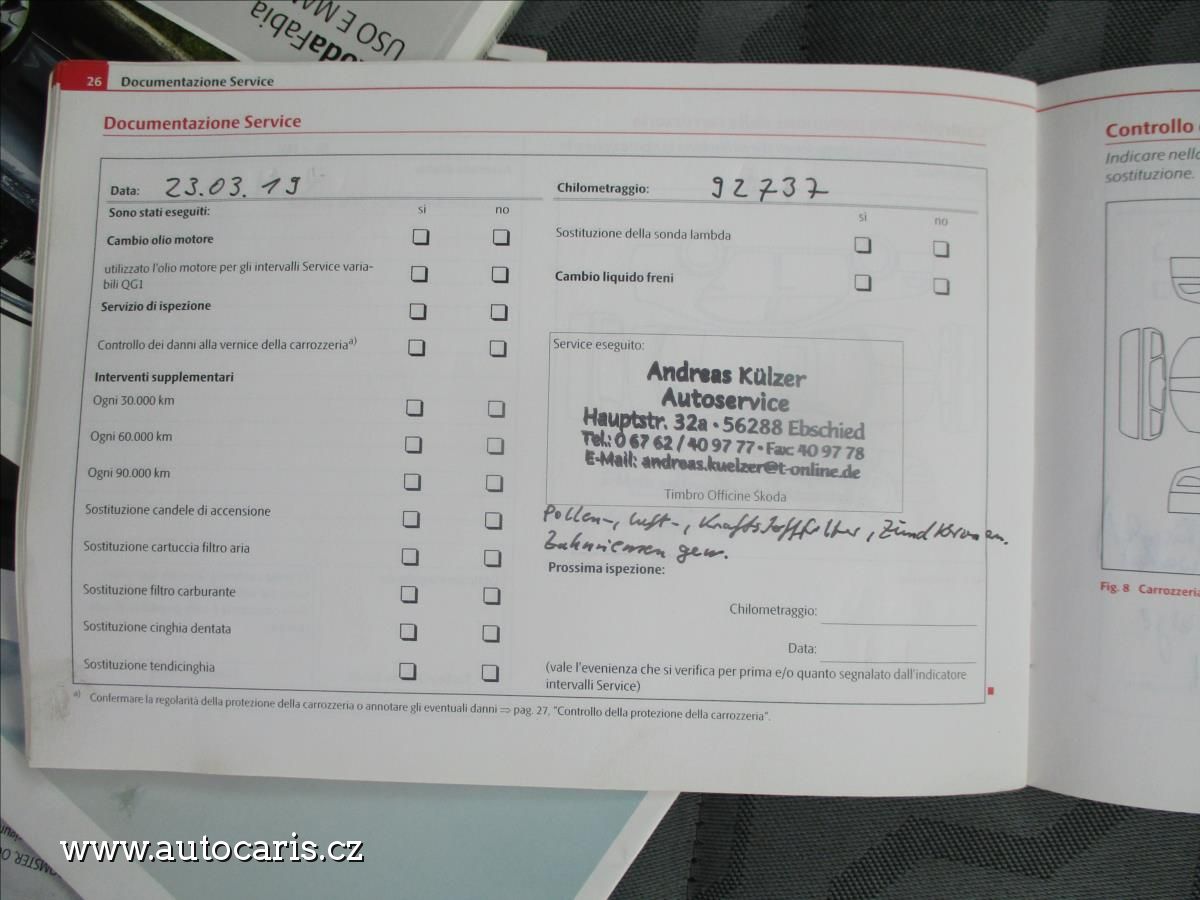 USO E MA
odaFabia
26 Documentazione Service
Documentazione Service
Data: 23.03.19
Chilometraggio: 92737
Sono stati eseguiti: si no
Cambio olio motore
utilizzato l'olio motore per gli intervalli Service varia-
bili QG1
Servizio di ispezione
Controllo dei danni alla vernice della carrozzeria a)
Interventi supplementari
Ogni 30.000 km
Ogni 60.000 km
Ogni 90.000 km
Sostituzione candele di accensione
Sostituzione cartuccia filtro aria
Sostituzione filtro carburante
Sostituzione cinghia dentata
Sostituzione tendicinghia
si no
Sostituzione della sonda lambda
Cambio liquido freni
Service eseguito:
Andreas Külzer
Autoservice
Hauptstr. 32a • 56288 Ebschied
Tel.: 0 67 62 / 40 97 77 • Fax: 40 97 78
E-Mail: andreas.kuelzer@t-online.de
Timbro Officine Škoda
Pollen-, Luft-, Kraftstofffilter,
Zahnriemen gew.
Prossima ispezione:
Chilometraggio:
Data:
(vale l'evenienza che si verifica per prima e/o quanto segnalato dall'indicatore
intervalli Service)
a) Confermare la regolarità della protezione della carrozzeria o annotare gli eventuali danni ⇒ pag. 27, "Controllo della protezione della carrozzeria".
Controllo
Indicare nello
sostituzione.
Fig. 8 Carrozzeria
www.autocaris.cz